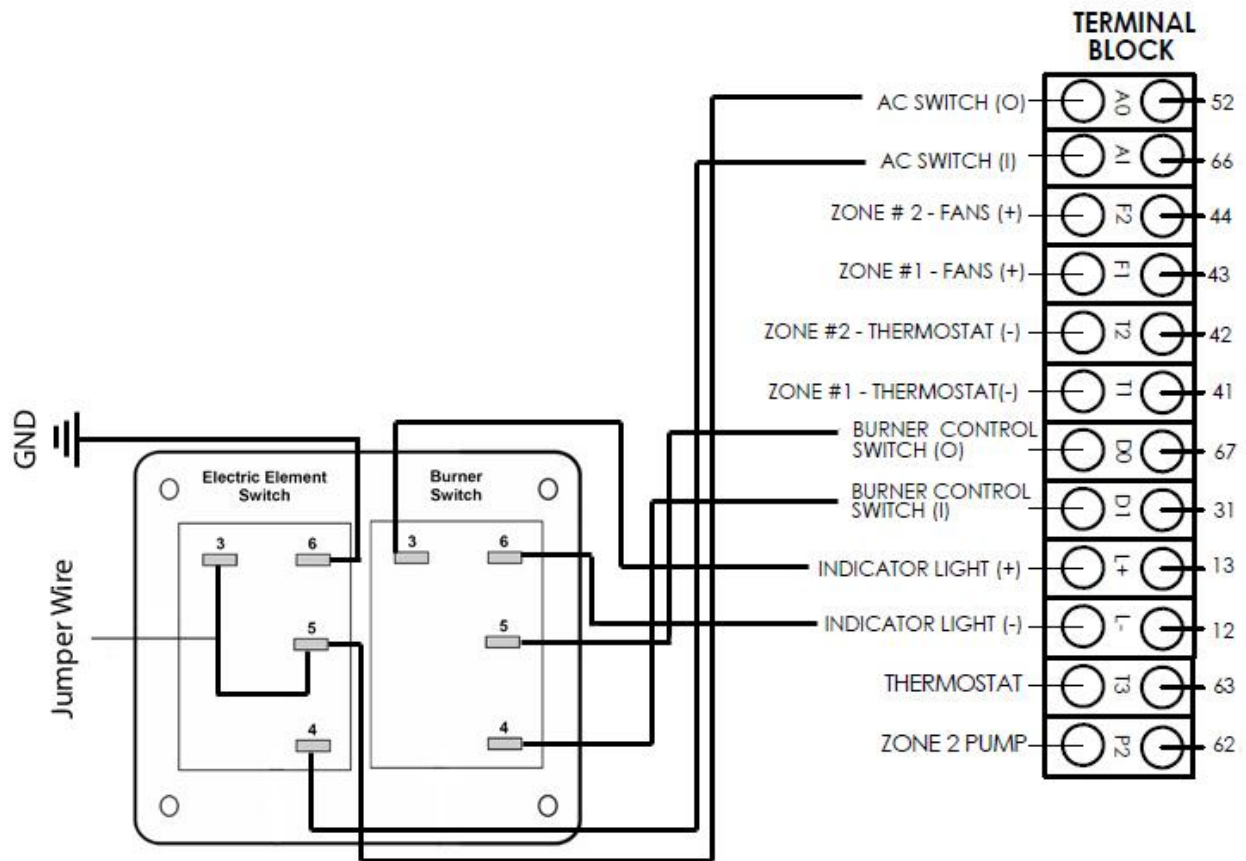 TERMINAL
BLOCK
AC SWITCH (O)
A0
52
AC SWITCH (I)
A1
66
ZONE # 2 - FANS (+)
F2
44
ZONE #1 - FANS (+)
F1
43
ZONE #2 - THERMOSTAT (-)
T2
42
ZONE #1 - THERMOSTAT(-)
T1
41
BURNER CONTROL
SWITCH (O)
D0
67
BURNER CONTROL
SWITCH (I)
D1
31
INDICATOR LIGHT (+)
L+
13
INDICATOR LIGHT (-)
L-
12
THERMOSTAT
T3
63
ZONE 2 PUMP
P2
62
GND
Jumper Wire
Electric Element
Switch
3
6
5
4
Burner
Switch
3
6
5
4